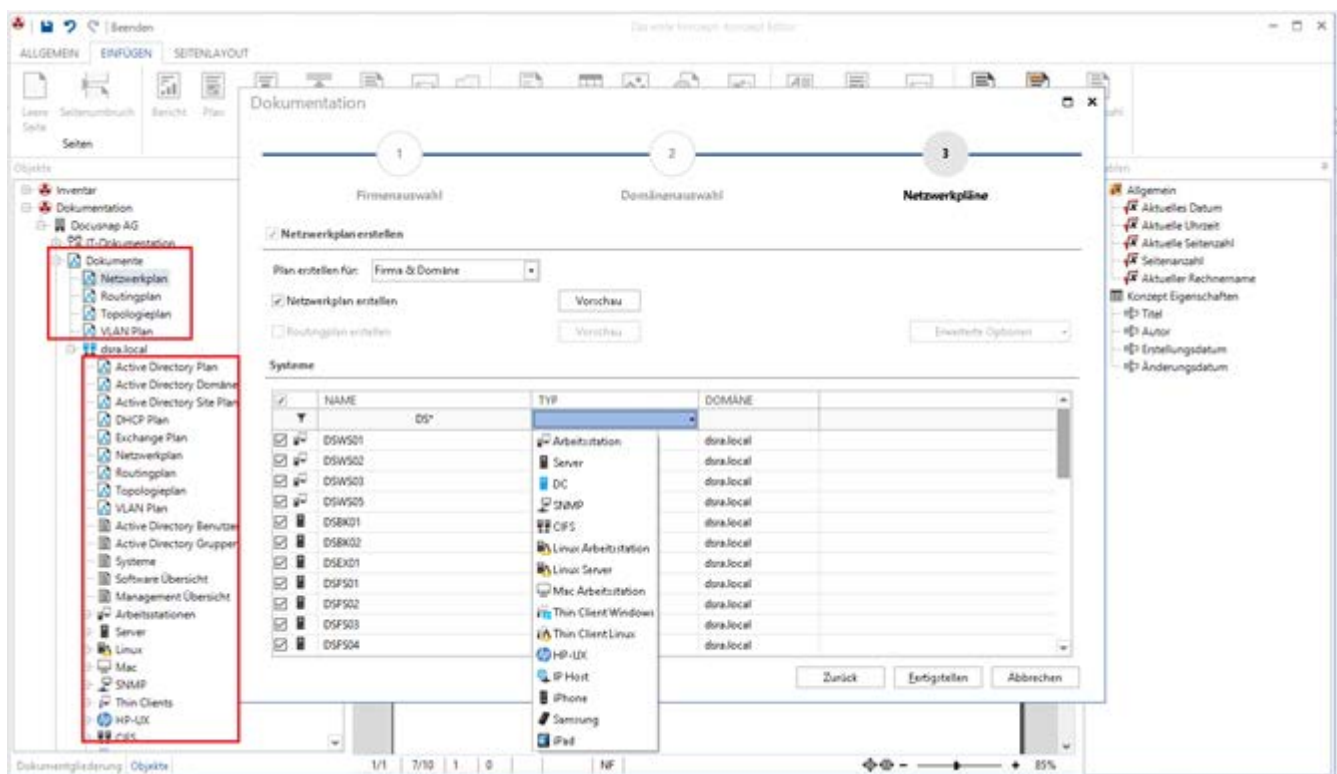 Beenden
Das erste Konzept - Konzept Editor
ALLGEMEIN EINFÜGEN SEITENLAYOUT
Leere Seite
Seitenumbruch
Bericht
Plan
Seiten
Objekte
Inventar
Dokumentation
Docusnap AG
IT-Dokumentation
Dokumente
Netzwerkplan
Routingplan
Topologieplan
VLAN Plan
dsra.local
Active Directory Plan
Active Directory Domäne
Active Directory Site Plan
DHCP Plan
Exchange Plan
Netzwerkplan
Routingplan
Topologieplan
VLAN Plan
Active Directory Benutzer
Active Directory Gruppen
Systeme
Software Übersicht
Management Übersicht
Arbeitsstationen
Server
Linux
Mac
SNMP
Thin Clients
HP-UX
CIFS
Dokumentgliederung Objekte
Dokumentation
1
2
3
Firmenauswahl
Domänenauswahl
Netzwerkpläne
Netzwerkplan erstellen
Plan erstellen für: Firma & Domäne
Netzwerkplan erstellen Vorschau
Routingplan erstellen Vorschau Erweiterte Optionen
Systeme
NAME TYP DOMÄNE
DS*
DSWS01 dsra.local
DSWS02 dsra.local
DSWS03 dsra.local
DSWS05 dsra.local
DSBK01 dsra.local
DSBK02 dsra.local
DSEX01 dsra.local
DSFS01 dsra.local
DSFS02 dsra.local
DSFS03 dsra.local
DSFS04 dsra.local
Arbeitsstation
Server
DC
SNMP
CIFS
Linux Arbeitsstation
Linux Server
Mac Arbeitsstation
Thin Client Windows
Thin Client Linux
HP-UX
IP Host
iPhone
Samsung
iPad
Zurück Fertigstellen Abbrechen
Allgemein
Aktuelles Datum
Aktuelle Uhrzeit
Aktuelle Seitenzahl
Seitenanzahl
Aktueller Rechnername
Konzept Eigenschaften
Titel
Autor
Erstellungsdatum
Änderungsdatum
1/1 7/10 1 0 NF 85%